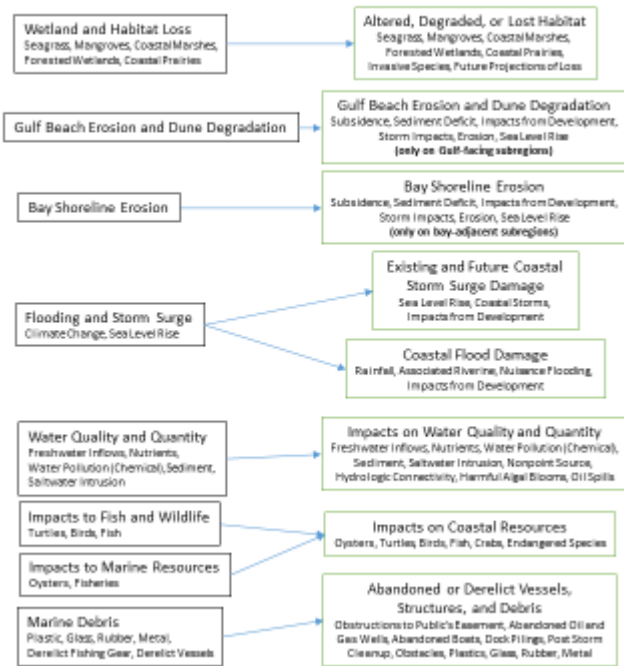 Wetland and Habitat Loss
Seagrass, Mangroves, Coastal Marshes,
Forested Wetlands, Coastal Prairies
Altered, Degraded, or Lost Habitat
Seagrass, Mangroves, Coastal Marshes,
Forested Wetlands, Coastal Prairies,
Invasive Species, Future Projections of Loss
Gulf Beach Erosion and Dune Degradation
Gulf Beach Erosion and Dune Degradation
Subsidence, Sediment Deficit, Impacts from Development,
Storm Impacts, Erosion, Sea Level Rise
(only on Gulf-facing subregions)
Bay Shoreline Erosion
Bay Shoreline Erosion
Subsidence, Sediment Deficit, Impacts from Development,
Storm Impacts, Erosion, Sea Level Rise
(only on bay-adjacent subregions)
Flooding and Storm Surge
Climate Change, Sea Level Rise
Existing and Future Coastal
Storm Surge Damage
Sea Level Rise, Coastal Storms,
Impacts from Development
Coastal Flood Damage
Rainfall, Associated Riverine, Nuisance Flooding,
Impacts from Development
Water Quality and Quantity
Freshwater Inflows, Nutrients,
Water Pollution (Chemical), Sediment,
Saltwater Intrusion
Impacts on Water Quality and Quantity
Freshwater Inflows, Nutrients, Water Pollution (Chemical),
Sediment, Saltwater Intrusion, Nonpoint Source,
Hydrologic Connectivity, Harmful Algal Blooms, Oil Spills
Impacts to Fish and Wildlife
Turtles, Birds, Fish
Impacts to Marine Resources
Oysters, Fisheries
Impacts on Coastal Resources
Oysters, Turtles, Birds, Fish, Crabs, Endangered Species
Marine Debris
Plastic, Glass, Rubber, Metal,
Derelict Fishing Gear, Derelict Vessels
Abandoned or Derelict Vessels,
Structures, and Debris
Obstructions to Public's Easement, Abandoned Oil and
Gas Wells, Abandoned Boats, Dock Pilings, Post Storm
Cleanup, Obstacles, Plastics, Glass, Rubber, Metal